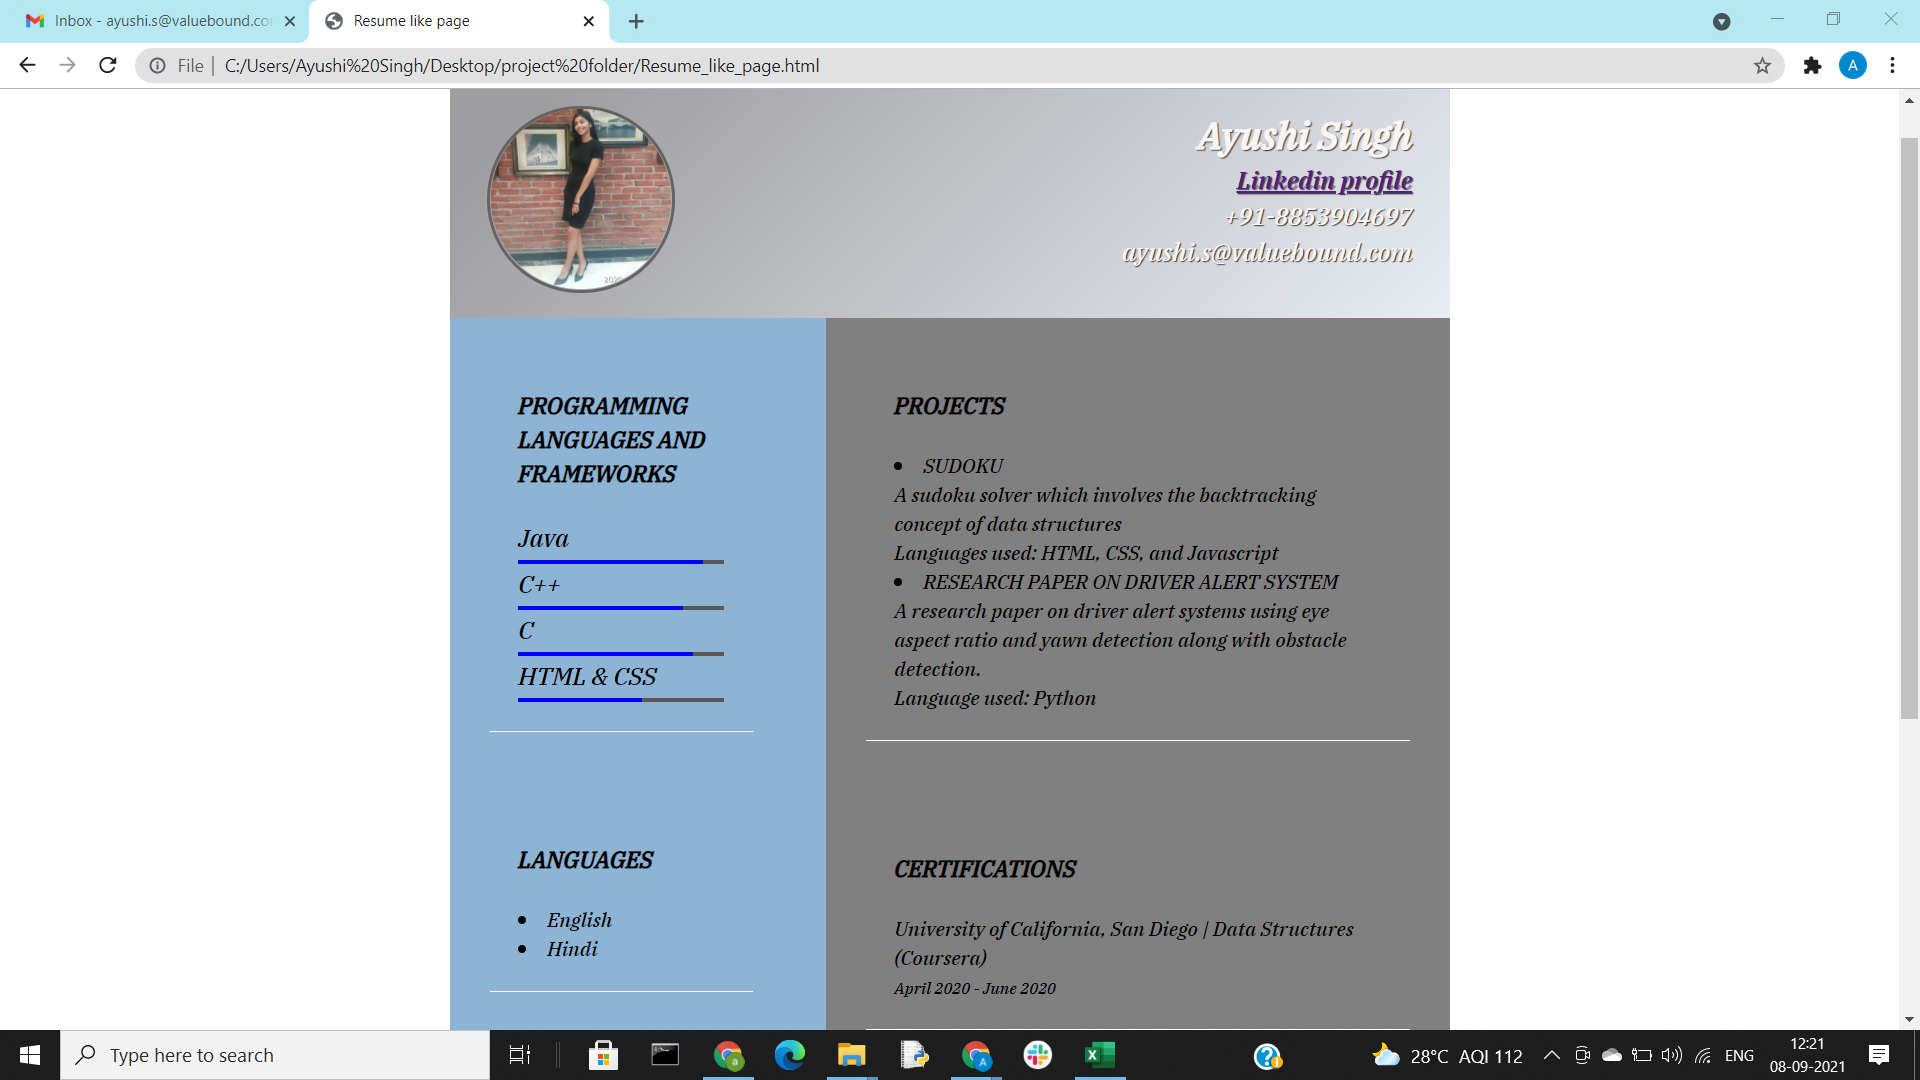 Inbox - ayushi.s@valuebound.co
Resume like page
File
C:/Users/Ayushi%20Singh/Desktop/project%20folder/Resume_like_page.html
A
Ayushi Singh
Linkedin profile
+91-8853904697
ayushi.s@valuebound.com
PROGRAMMING
LANGUAGES AND
FRAMEWORKS
Java
C++
C
HTML & CSS
LANGUAGES
• English
• Hindi
PROJECTS
• SUDOKU
A sudoku solver which involves the backtracking
concept of data structures
Languages used: HTML, CSS, and Javascript
• RESEARCH PAPER ON DRIVER ALERT SYSTEM
A research paper on driver alert systems using eye
aspect ratio and yawn detection along with obstacle
detection.
Language used: Python
CERTIFICATIONS
University of California, San Diego | Data Structures
(Coursera)
April 2020 - June 2020
Type here to search
28°C AQI 112
ENG
12:21
08-09-2021